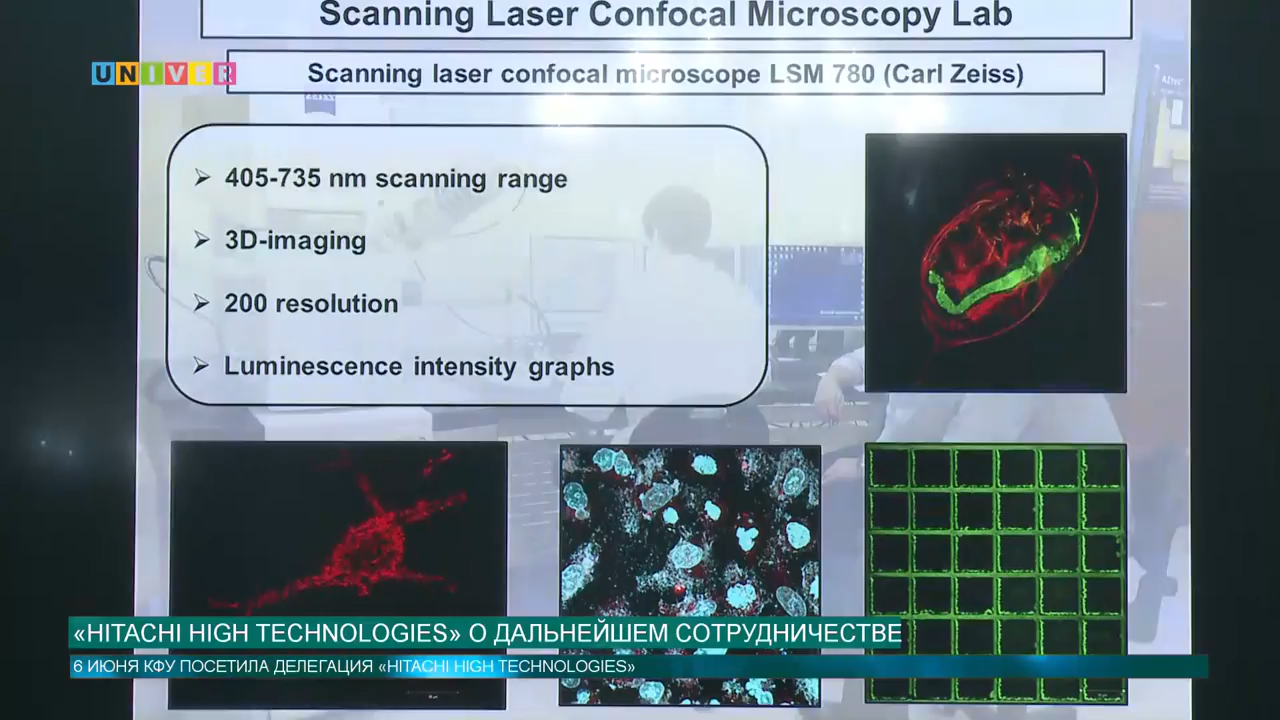 Scanning Laser Confocal Microscopy Lab
UNIVER
Scanning laser confocal microscope LSM 780 (Carl Zeiss)
405-735 nm scanning range
3D-imaging
200 resolution
Luminescence intensity graphs
«HITACHI HIGH TECHNOLOGIES» О ДАЛЬНЕЙШЕМ СОТРУДНИЧЕСТВЕ
6 ИЮНЯ КФУ ПОСЕТИЛА ДЕЛЕГАЦИЯ «HITACHI HIGH TECHNOLOGIES»